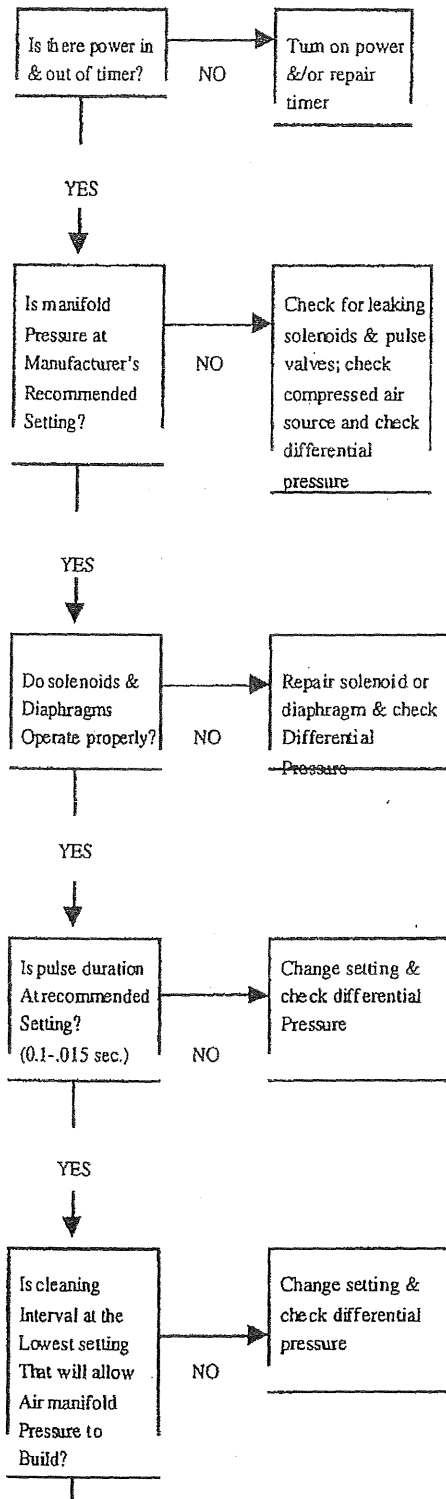 Is there power in
& out of timer?
NO
Turn on power
&/or repair
timer
YES
Is manifold
Pressure at
Manufacturer's
Recommended
Setting?
NO
Check for leaking
solenoids & pulse
valves; check
compressed air
source and check
differential
pressure
YES
Do solenoids &
Diaphragms
Operate properly?
NO
Repair solenoid or
diaphragm & check
Differential
Pressure
YES
Is pulse duration
At recommended
Setting?
(0.1-.015 sec.)
NO
Change setting &
check differential
Pressure
YES
Is cleaning
Interval at the
Lowest setting
That will allow
Air manifold
Pressure to
Build?
NO
Change setting &
check differential
pressure